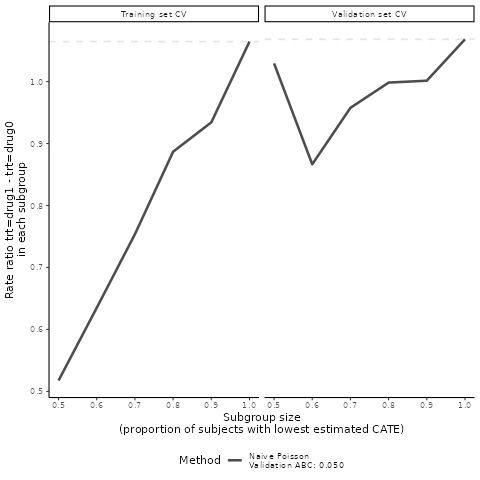 Training set CV
Validation set CV
Rate ratio trt=drug1 - trt=drug0
in each subgroup
1.0
0.9
0.8
0.7
0.6
0.5
0.5 0.6 0.7 0.8 0.9 1.0
0.5 0.6 0.7 0.8 0.9 1.0
Subgroup size
(proportion of subjects with lowest estimated CATE)
Method
Naive Poisson
Validation ABC: 0.050